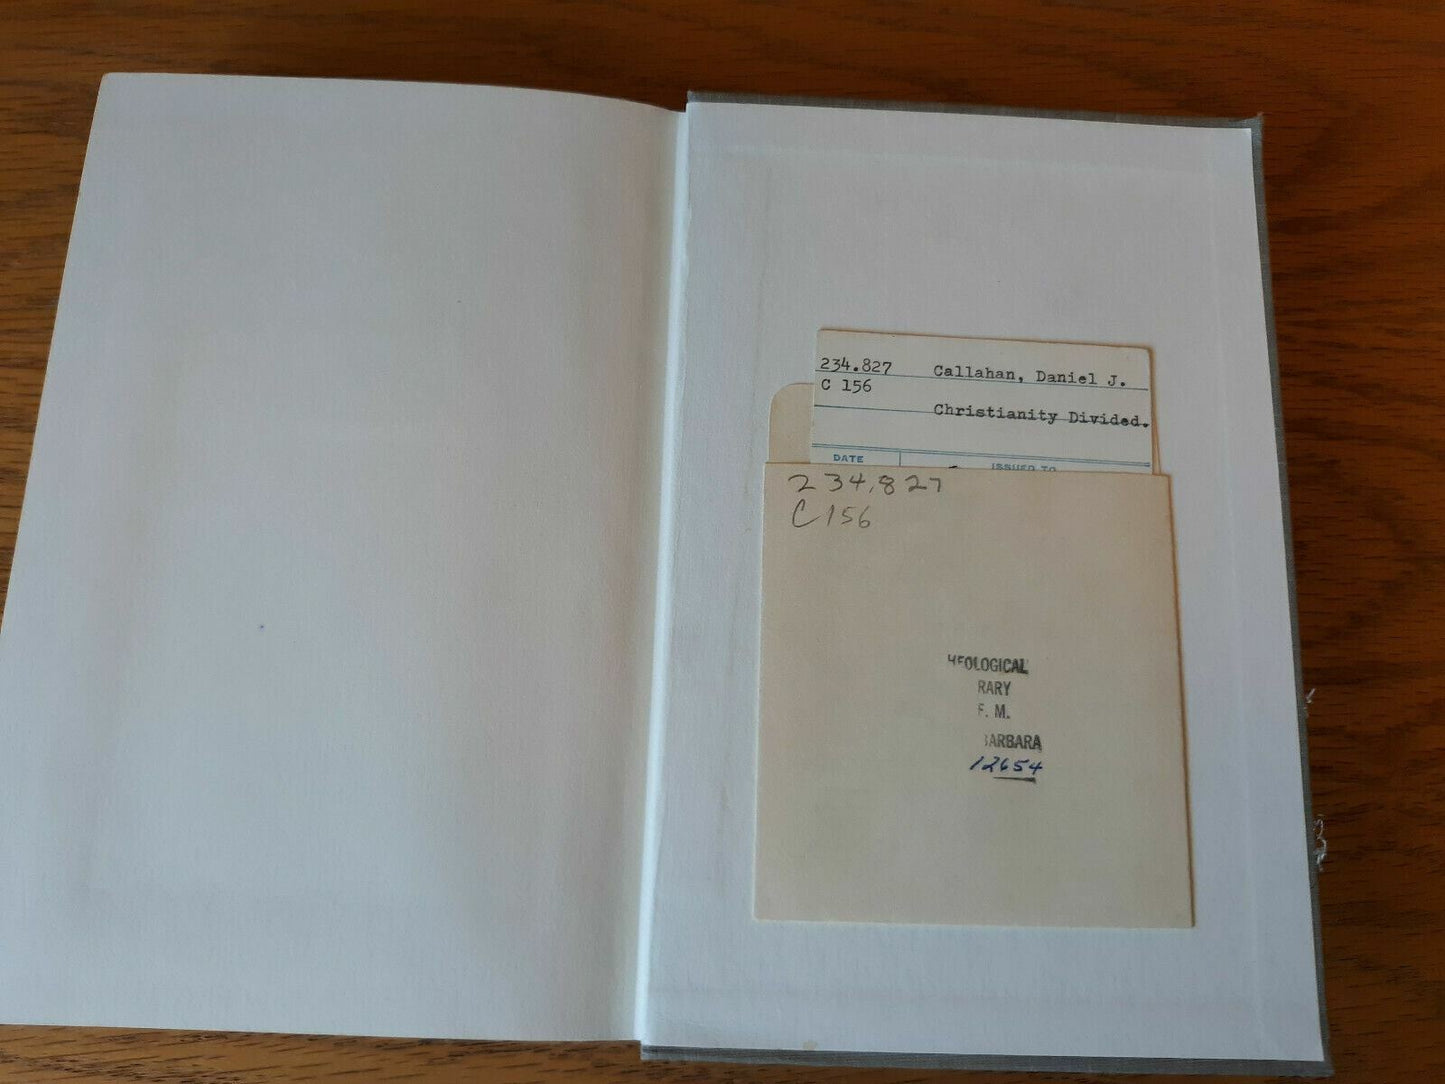 234.827 Callahan, Daniel J.
C 156
Christianity Divided.
DATE ISSUED TO
234.827
C156
HEOLOGICAL
RARY
F. M.
BARBARA
12654